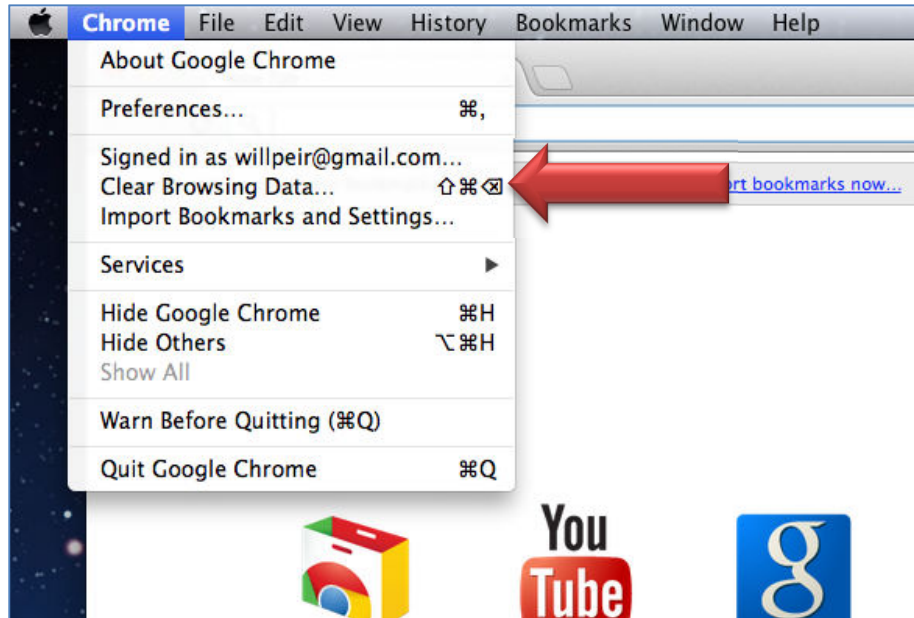 Chrome File Edit View History Bookmarks Window Help
About Google Chrome
Preferences... ⌘,
Signed in as willpeir@gmail.com...
Clear Browsing Data... ⇧⌘⌫
Import Bookmarks and Settings...
bookmarks now...
Services ▶
Hide Google Chrome ⌘H
Hide Others ⌥⌘H
Show All
Warn Before Quitting (⌘Q)
Quit Google Chrome ⌘Q
You
Tube
g